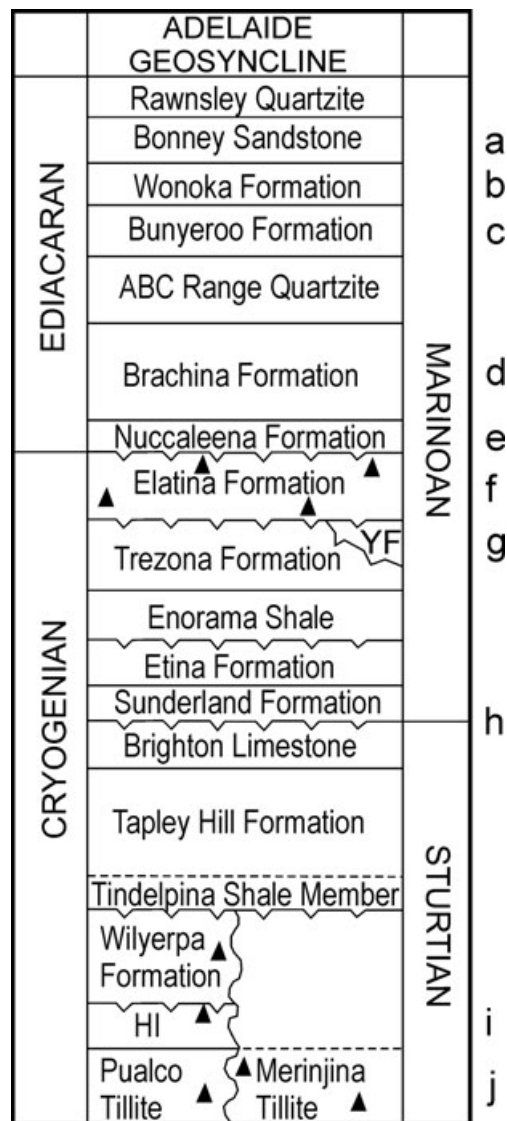 ADELAIDE
GEOSYNCLINE
EDIACARAN
CRYOGENIAN
Rawnsley Quartzite
Bonney Sandstone
Wonoka Formation
Bunyeroo Formation
ABC Range Quartzite
Brachina Formation
Nuccaleena Formation
Elatina Formation
YF
Trezona Formation
Enorama Shale
Etina Formation
Sunderland Formation
Brighton Limestone
Tapley Hill Formation
Tindelpina Shale Member
Wilyerpa
Formation
HI
Pualco
Tillite
Merinjina
Tillite
MARINOAN
STURTIAN
a
b
c
d
e
f
g
h
i
j